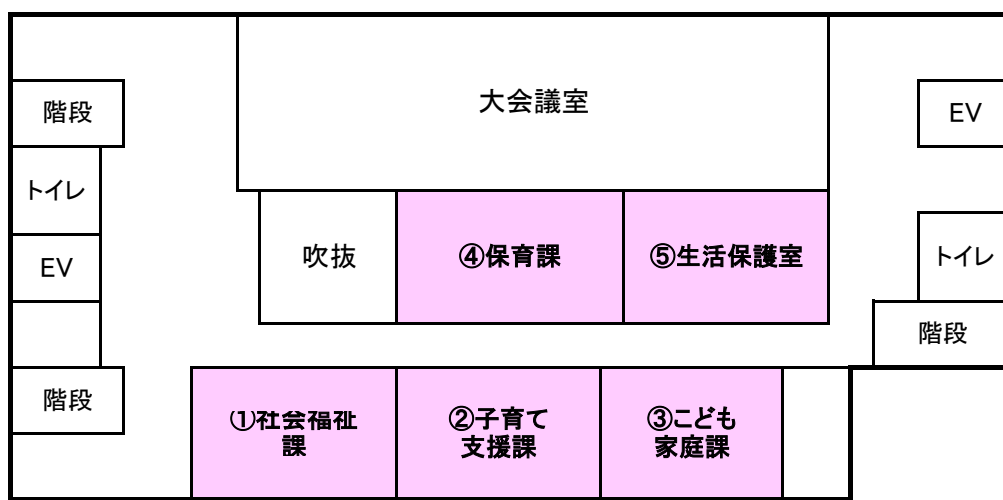 大会議室
階段
EV
トイレ
吹抜
④保育課
⑤生活保護室
EV
トイレ
階段
階段
①社会福祉
課
②子育て
支援課
③こども
家庭課